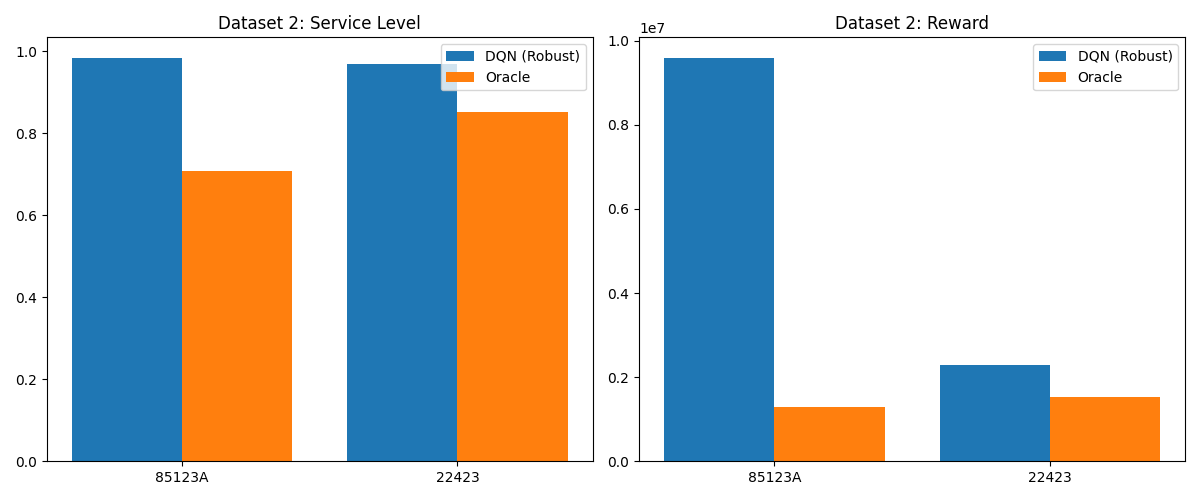 Dataset 2: Service Level
DQN (Robust)
Oracle
1.0
0.8
0.6
0.4
0.2
0.0
85123A
22423
Dataset 2: Reward
1e7
DQN (Robust)
Oracle
1.0
0.8
0.6
0.4
0.2
0.0
85123A
22423